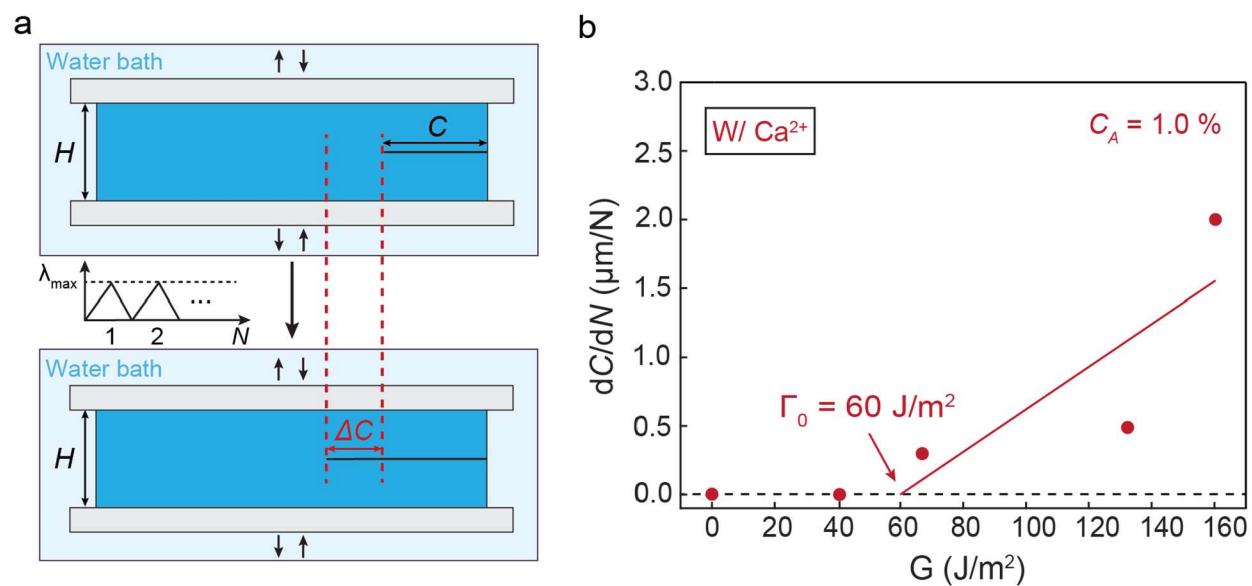 a
Water bath
C
H
λmax
...
1
2
N
Water bath
ΔC
H
b
3.0
2.5
2.0
1.5
1.0
0.5
0.0
dC/dN (μm/N)
W/ Ca²⁺
C_A = 1.0 %
Γ₀ = 60 J/m²
0 20 40 60 80 100 120 140 160
G (J/m²)